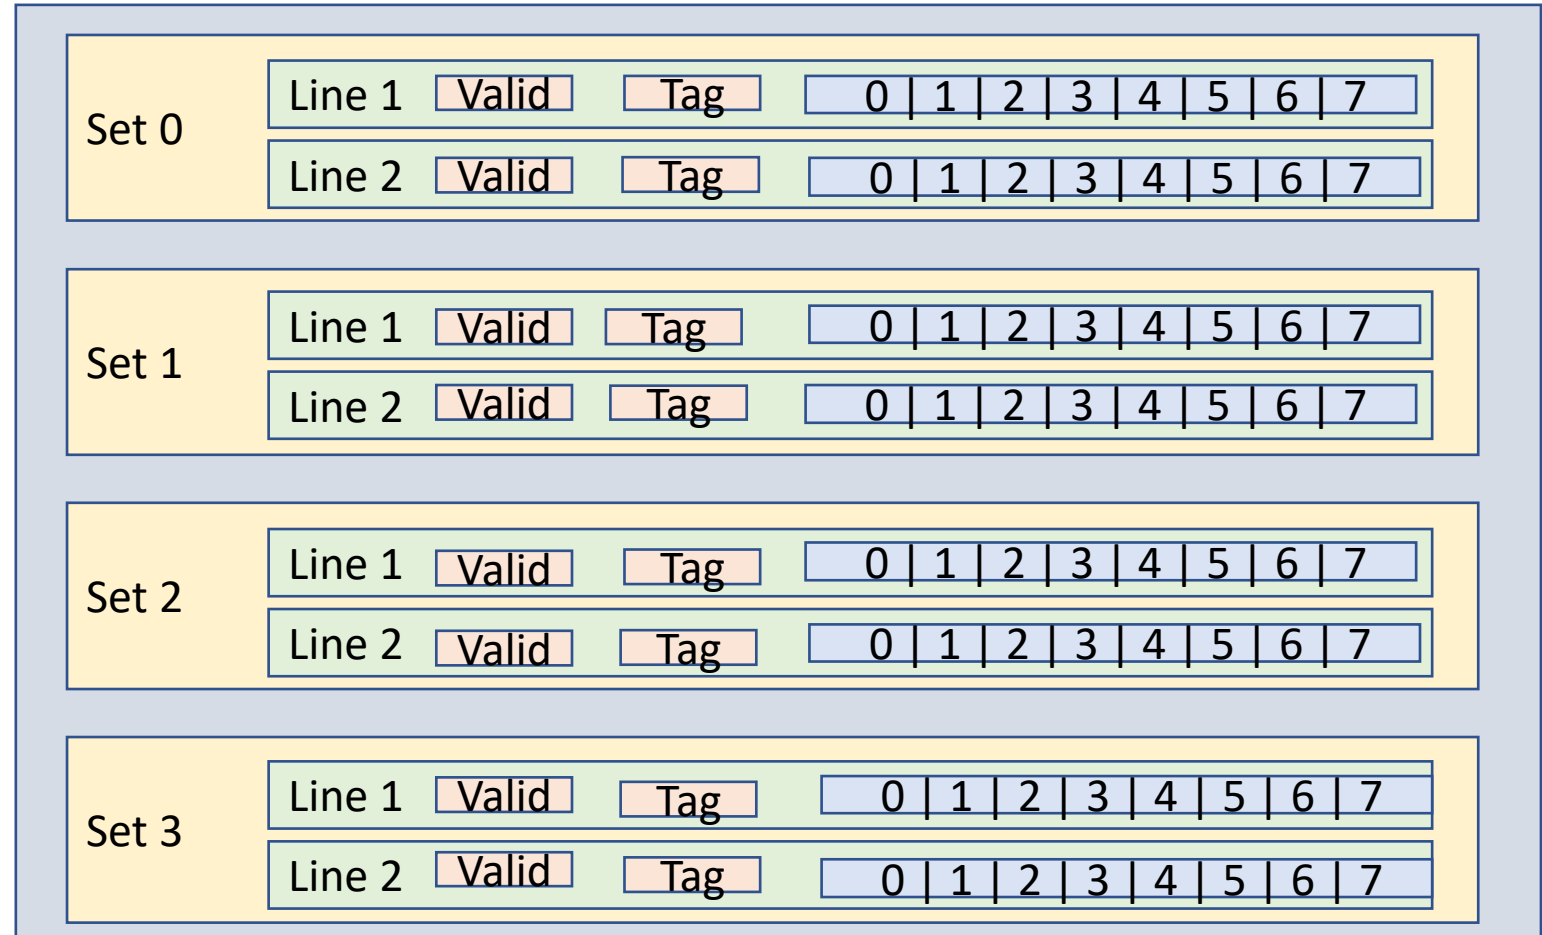 Set 0
Line 1 Valid Tag 0 | 1 | 2 | 3 | 4 | 5 | 6 | 7
Line 2 Valid Tag 0 | 1 | 2 | 3 | 4 | 5 | 6 | 7
Set 1
Line 1 Valid Tag 0 | 1 | 2 | 3 | 4 | 5 | 6 | 7
Line 2 Valid Tag 0 | 1 | 2 | 3 | 4 | 5 | 6 | 7
Set 2
Line 1 Valid Tag 0 | 1 | 2 | 3 | 4 | 5 | 6 | 7
Line 2 Valid Tag 0 | 1 | 2 | 3 | 4 | 5 | 6 | 7
Set 3
Line 1 Valid Tag 0 | 1 | 2 | 3 | 4 | 5 | 6 | 7
Line 2 Valid Tag 0 | 1 | 2 | 3 | 4 | 5 | 6 | 7